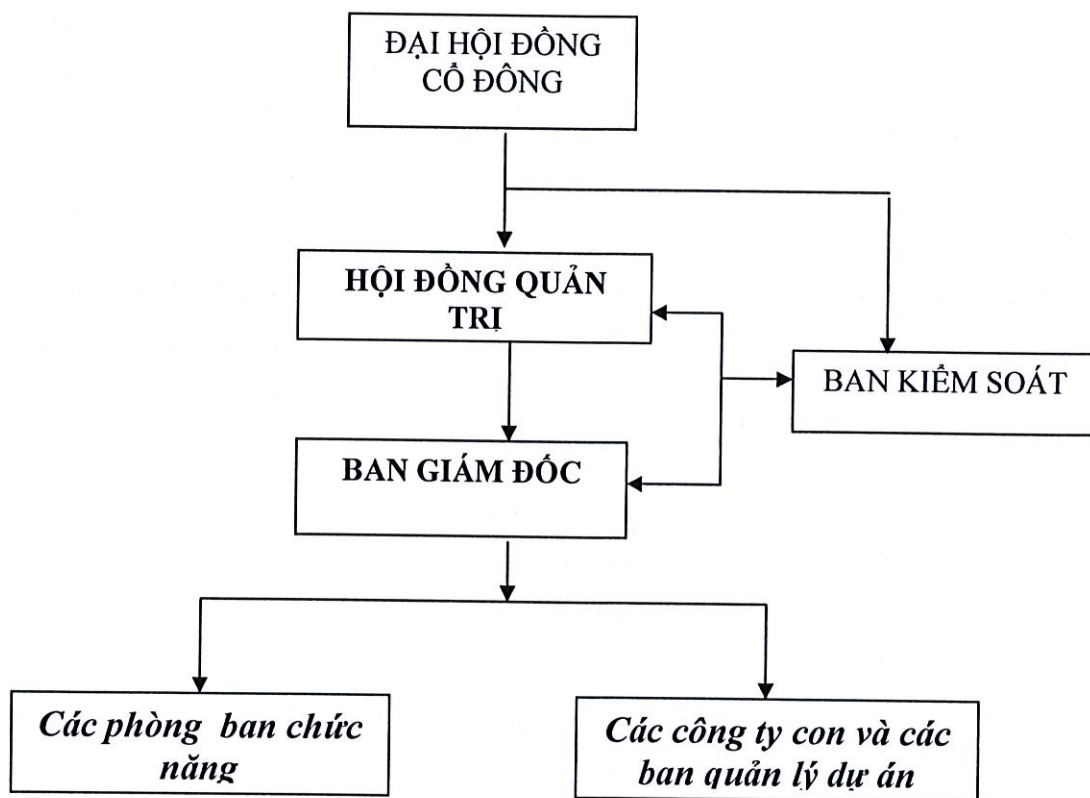 ĐẠI HỘI ĐỒNG
CỔ ĐÔNG
HỘI ĐỒNG QUẢN
TRỊ
BAN KIỂM SOÁT
BAN GIÁM ĐỐC
Các phòng ban chức
năng
Các công ty con và các
ban quản lý dự án